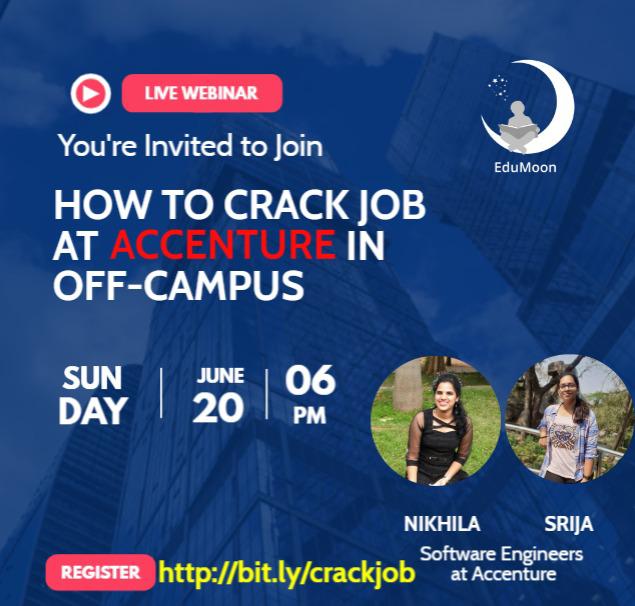 LIVE WEBINAR
EduMoon
You're Invited to Join
HOW TO CRACK JOB
AT ACCENTURE IN
OFF-CAMPUS
SUN
DAY
JUNE
20
06
PM
NIKHILA
SRIJA
Software Engineers
at Accenture
REGISTER http://bit.ly/crackjob